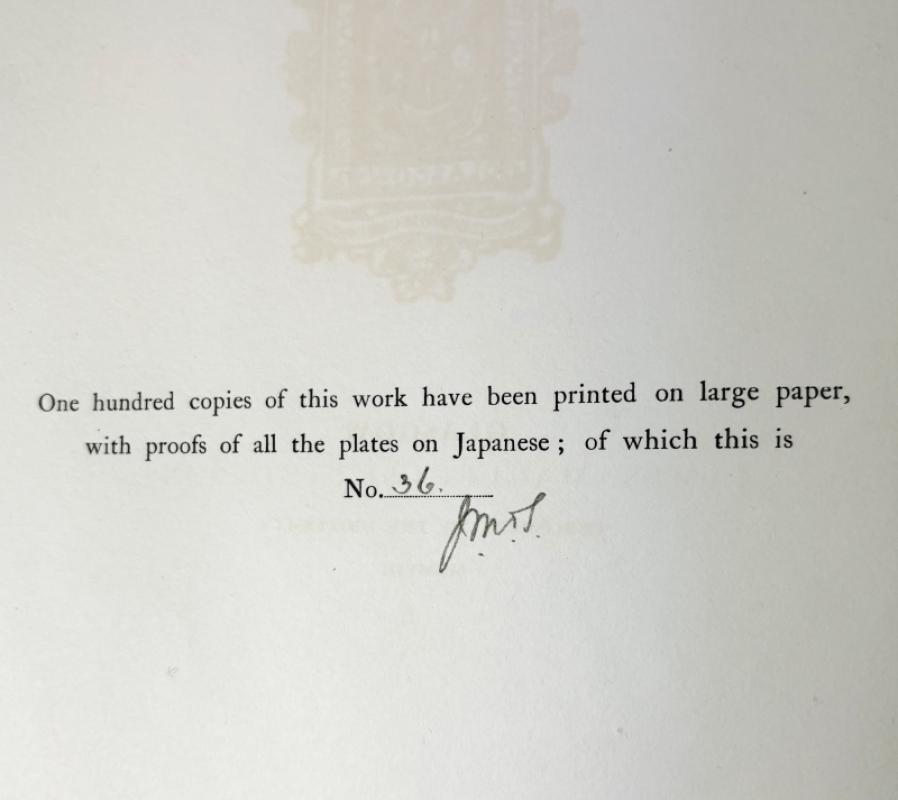 One hundred copies of this work have been printed on large paper,
with proofs of all the plates on Japanese ; of which this is
No. 36.